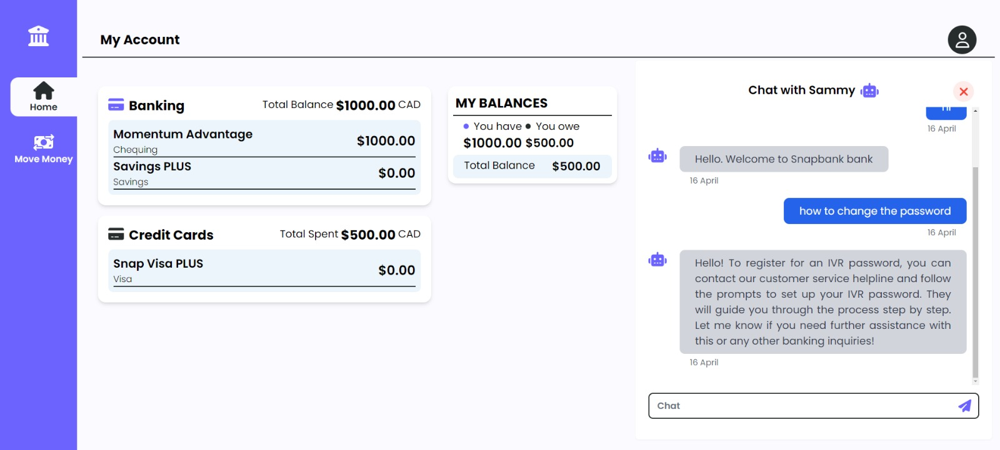 My Account
Home
Move Money
Banking
Total Balance $1000.00 CAD
Momentum Advantage
Chequing
$1000.00
Savings PLUS
Savings
$0.00
Credit Cards
Total Spent $500.00 CAD
Snap Visa PLUS
Visa
$0.00
MY BALANCES
You have You owe
$1000.00 $500.00
Total Balance $500.00
Chat with Sammy
16 April
Hello. Welcome to Snapbank bank
16 April
how to change the password
16 April
Hello! To register for an IVR password, you can
contact our customer service helpline and follow
the prompts to set up your IVR password. They
will guide you through the process step by step.
Let me know if you need further assistance with
this or any other banking inquiries!
16 April
Chat